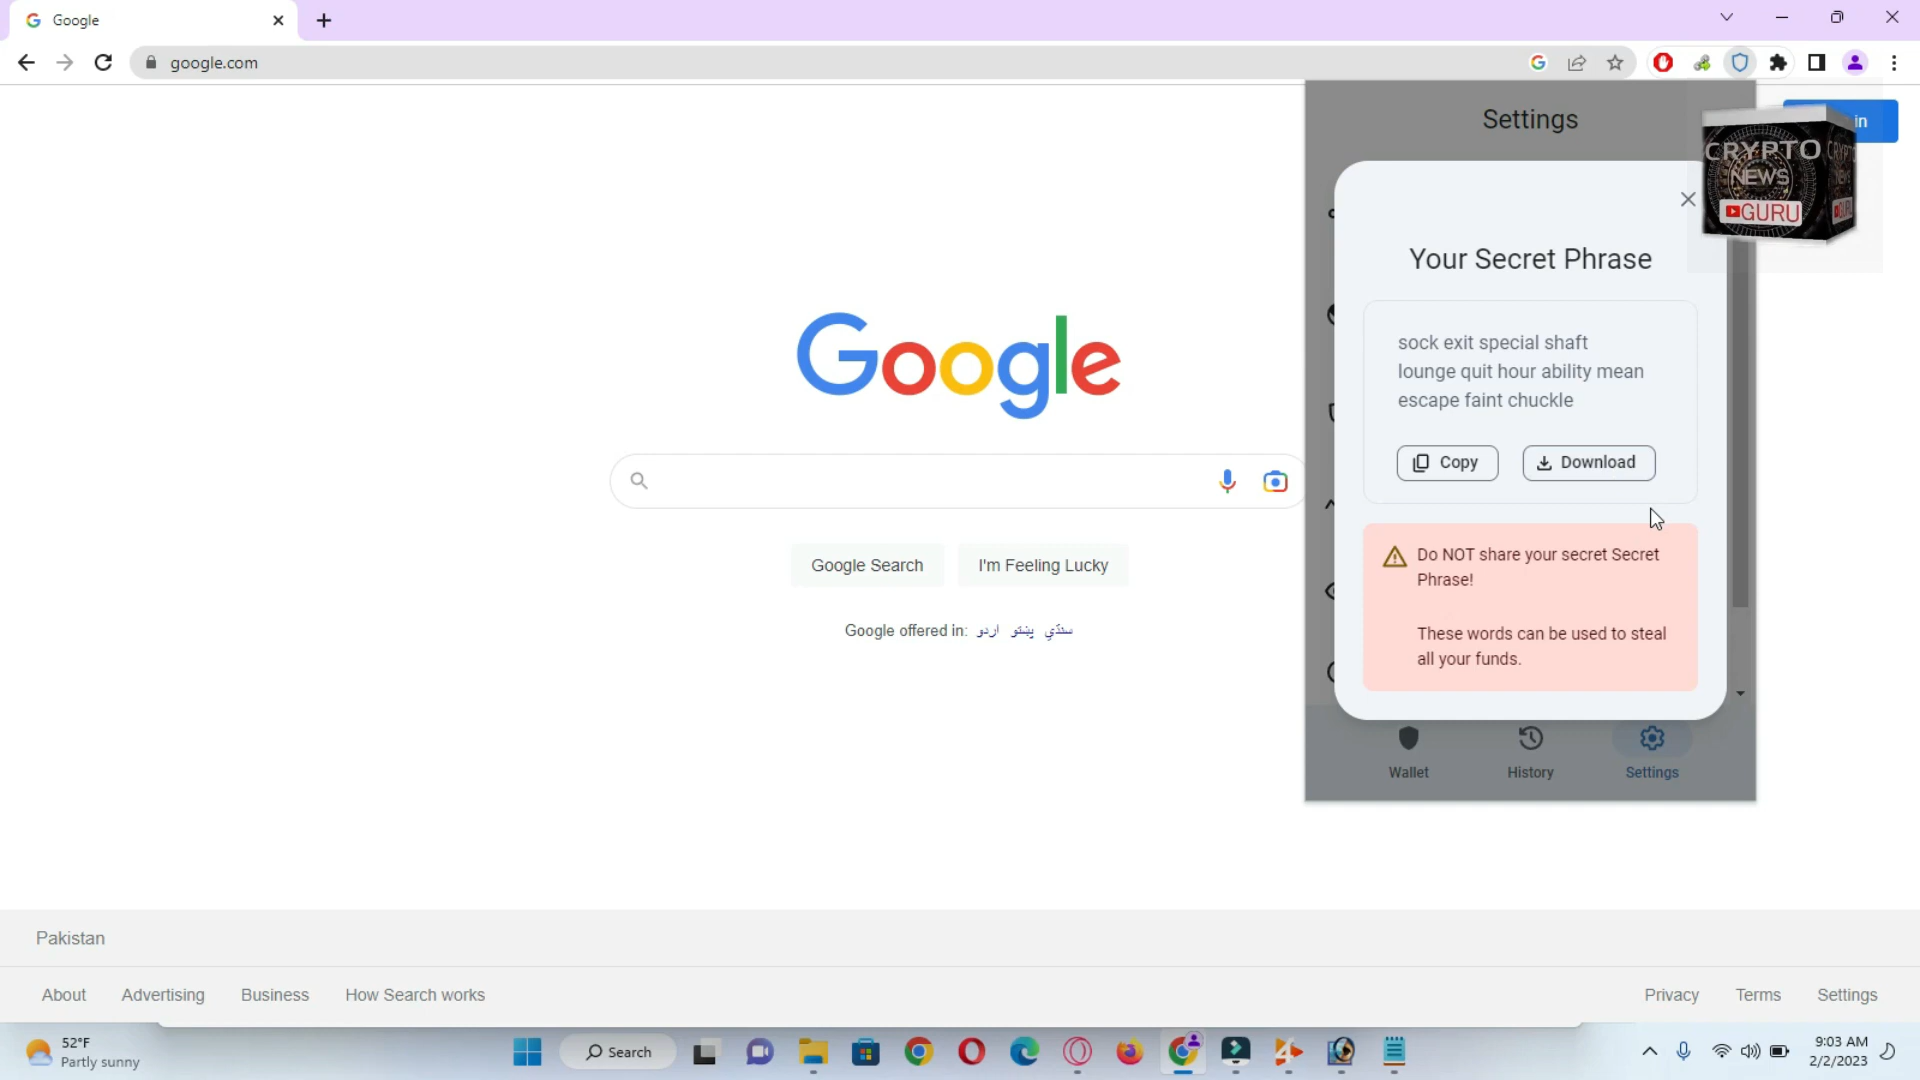 Google
google.com
Settings
in
CRYPTO
NEWS
GURU
Your Secret Phrase
sock exit special shaft
lounge quit hour ability mean
escape faint chuckle
Copy Download
Do NOT share your secret Secret
Phrase!
These words can be used to steal
all your funds.
Wallet History Settings
Google
Google Search I'm Feeling Lucky
Google offered in: اردو پښتو سنڌي
Pakistan
About Advertising Business How Search works Privacy Terms Settings
52°F
Partly sunny
Search
9:03 AM
2/2/2023